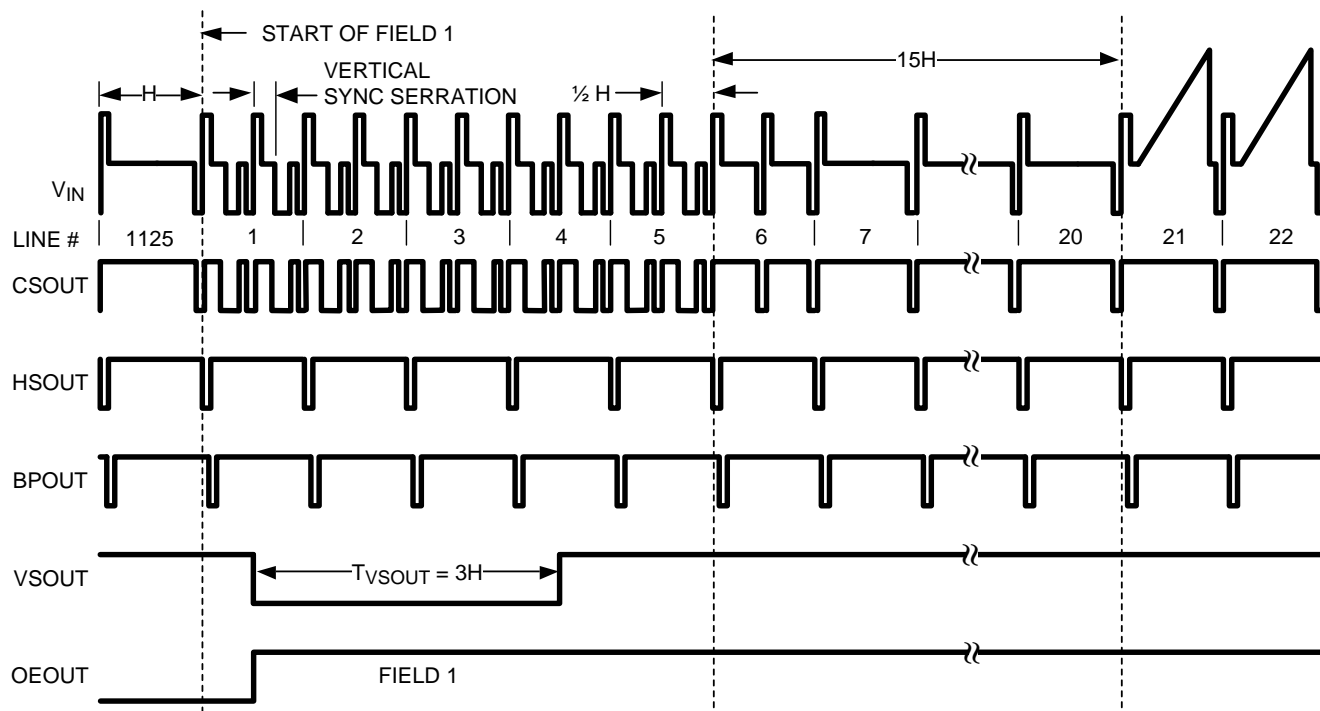 START OF FIELD 1
VERTICAL
SYNC SERRATION
H
½ H
15H
VIN
LINE # 1125 1 2 3 4 5 6 7 20 21 22
CSOUT
HSOUT
BPOUT
VSOUT
TVSOUT = 3H
OEOUT
FIELD 1